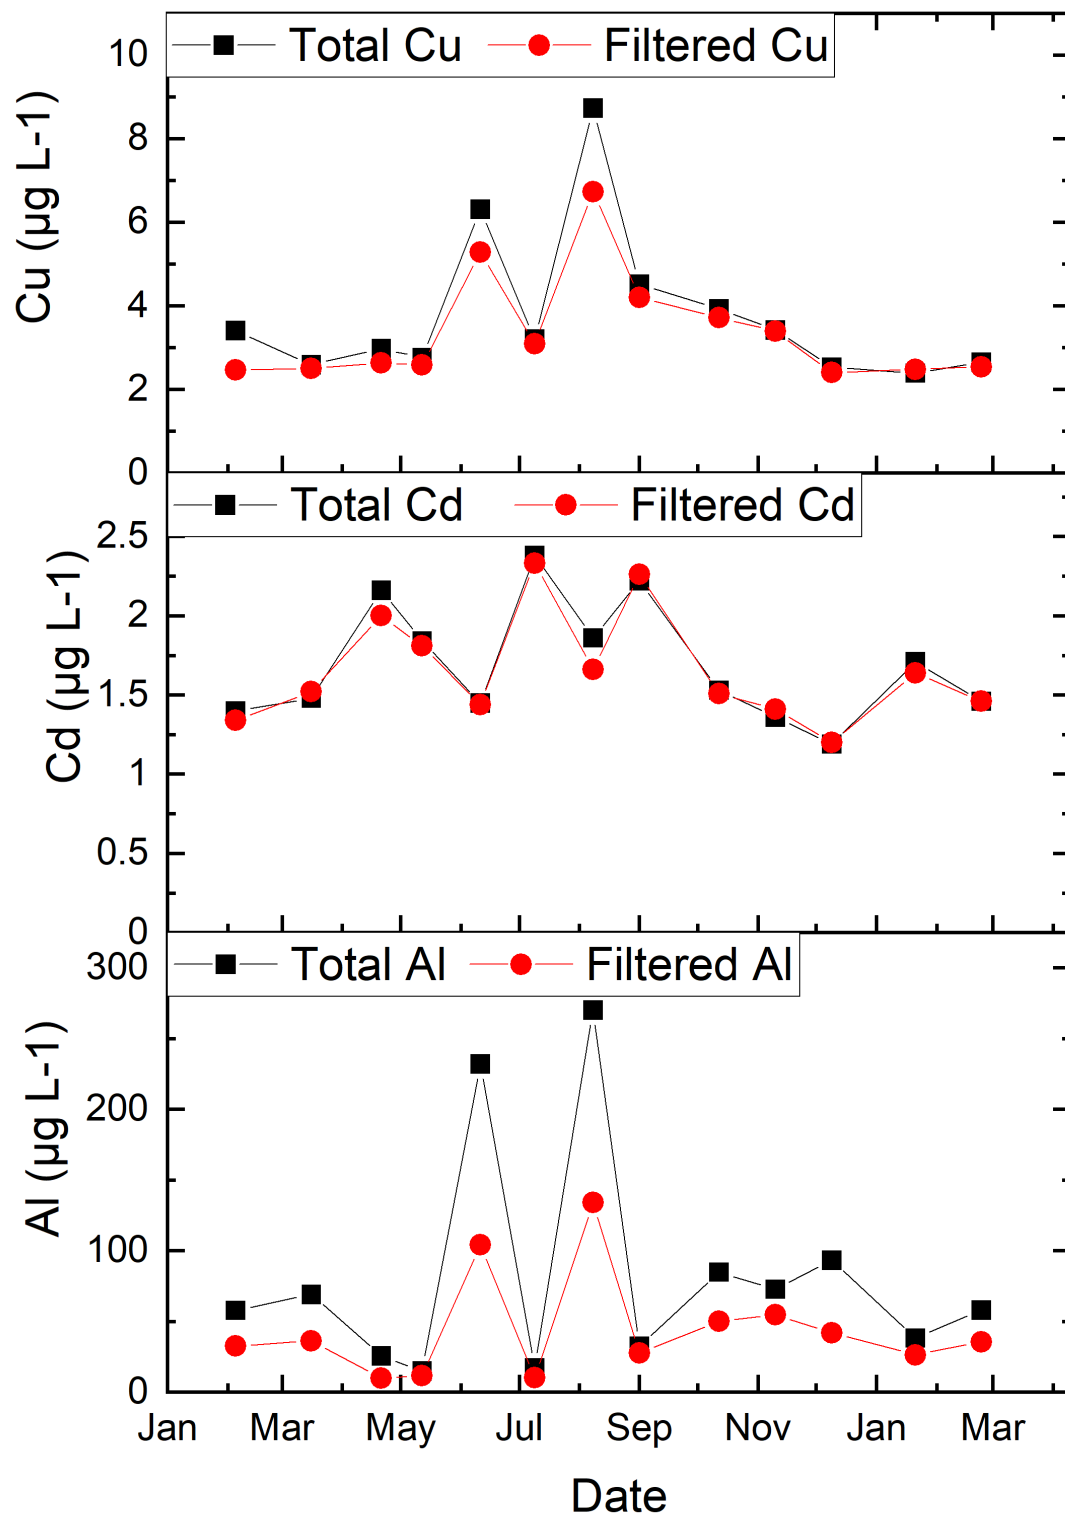 Total Cu Filtered Cu
10
8
6
4
2
0
Cu (µg L-1)
Total Cd Filtered Cd
2.5
2
1.5
1
0.5
0
Cd (µg L-1)
Total Al Filtered Al
300
200
100
0
Al (µg L-1)
Jan Mar May Jul Sep Nov Jan Mar
Date